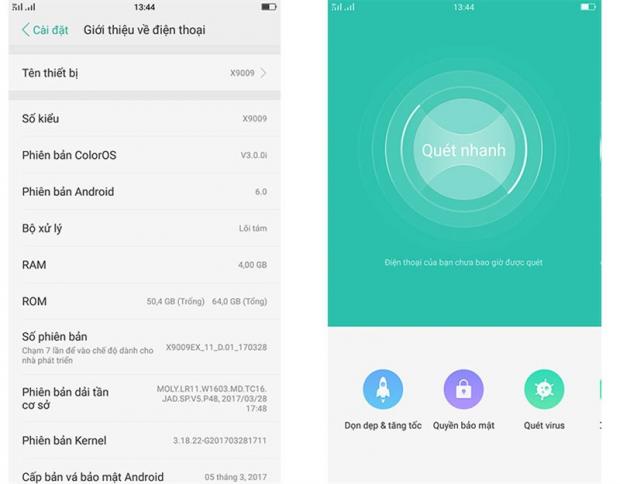 13:44
Cài đặt Giới thiệu về điện thoại
Tên thiết bị X9009
Số kiểu X9009
Phiên bản ColorOS V3.0.0i
Phiên bản Android 6.0
Bộ xử lý Lõi tám
RAM 4,00 GB
ROM 50,4 GB (Trống) 64,0 GB (Tổng)
Số phiên bản X9009EX_11_D.01_170328
Chạm 7 lần để vào chế độ dành cho
nhà phát triển
Phiên bản dải tần
cơ sở
MOLY.LR11.W1603.MD.TC16.
JAD.SP.V5.P48, 2017/03/28
17:48
Phiên bản Kernel 3.18.22-G201703281711
Cấp bản vá bảo mật Android 05 tháng 3, 2017
13:44
Quét nhanh
Điện thoại của bạn chưa bao giờ được quét
Dọn dẹp & tăng tốc Quyền bảo mật Quét virus